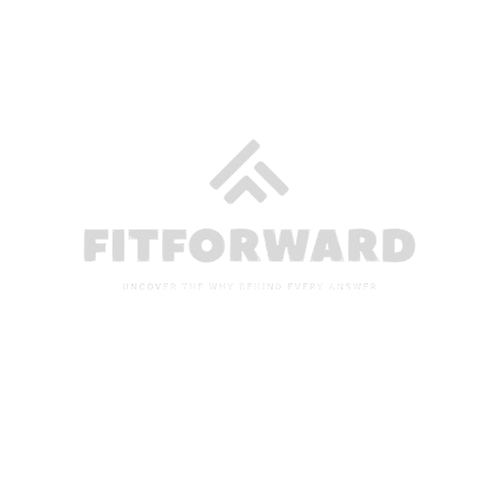 FITFORWARD
UNCOVER THE WHY BEHIND EVERY ANSWER